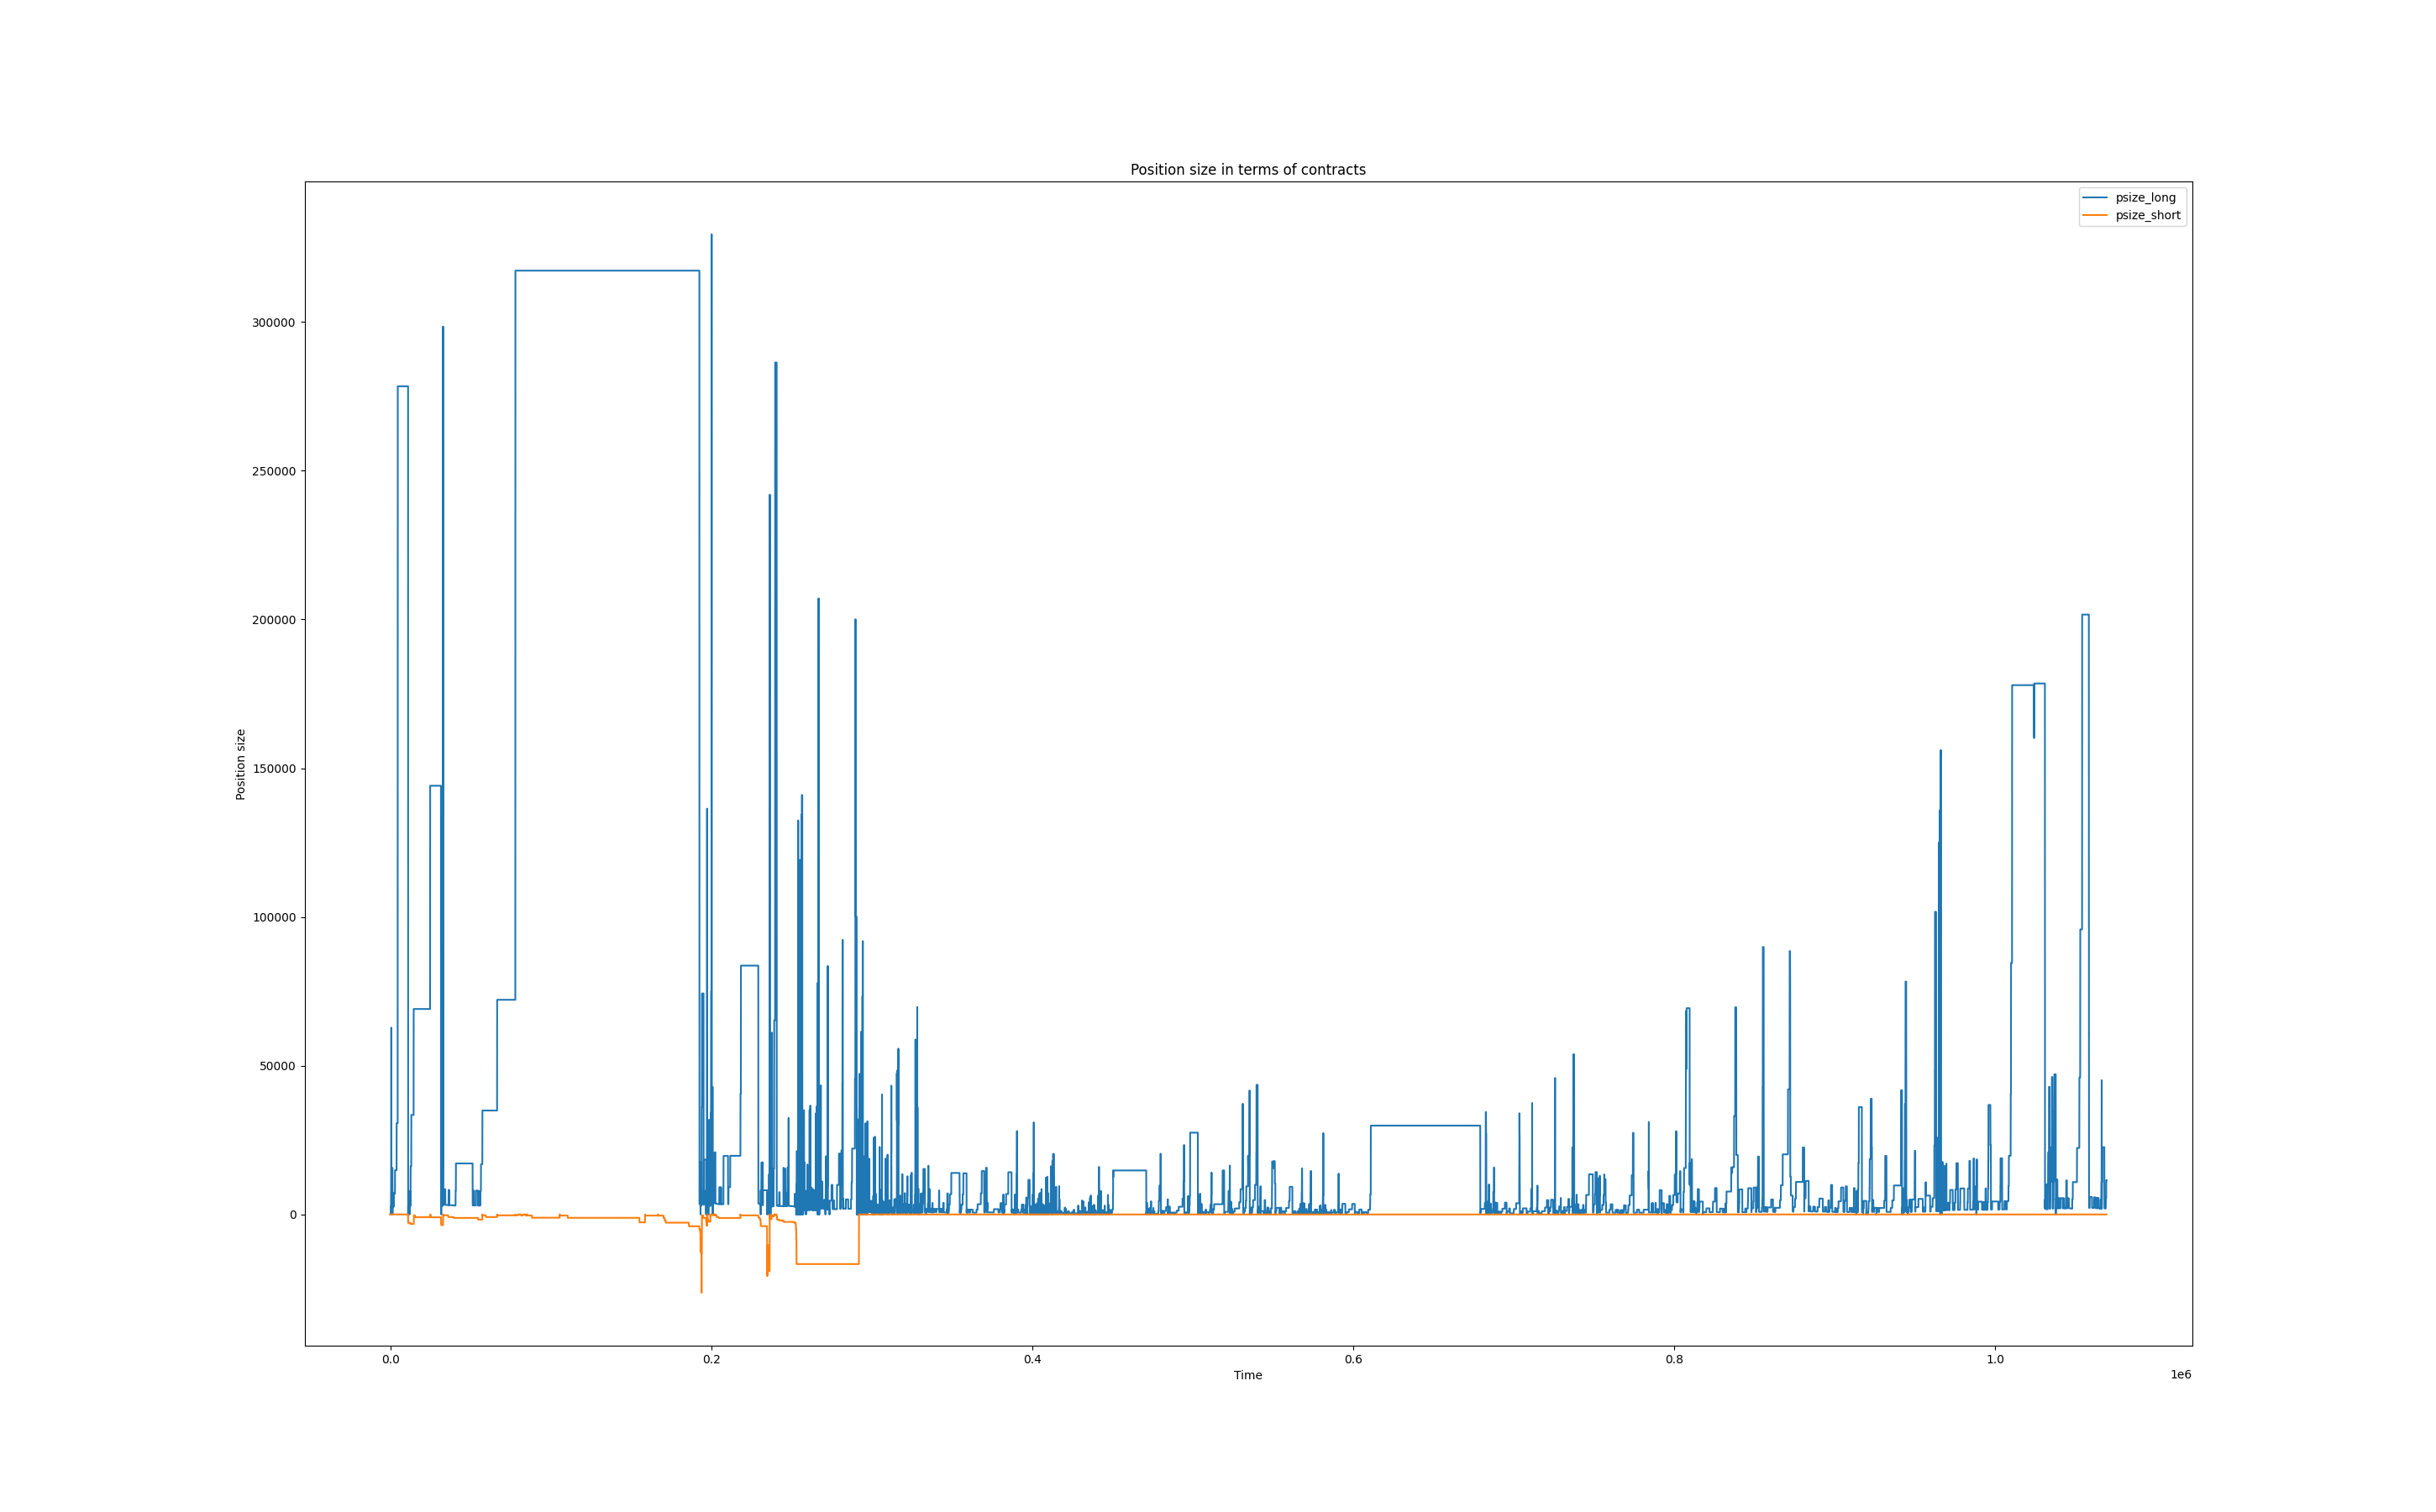 Position size in terms of contracts
psize_long
psize_short
300000
250000
200000
150000
100000
50000
0
Position size
0.0
0.2
0.4
0.6
0.8
1.0
Time
1e6